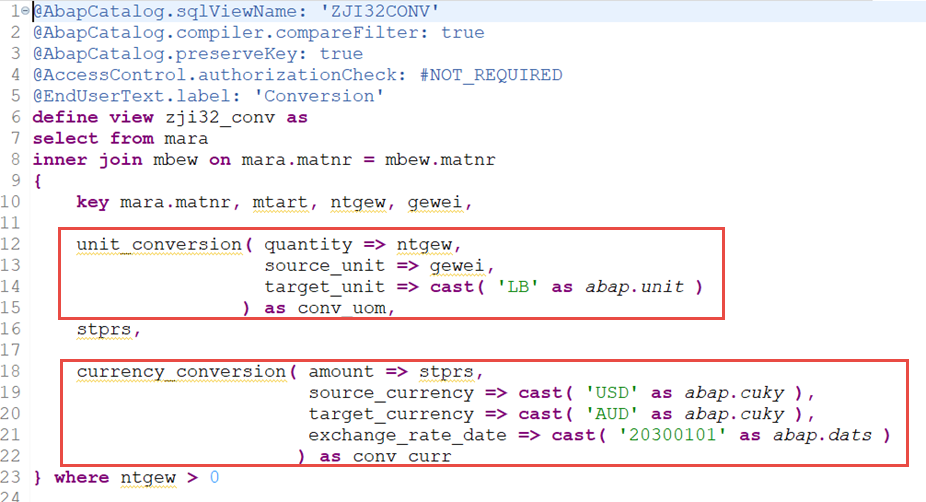 1 @AbapCatalog.sqlViewName: 'ZJI32CONV'
2 @AbapCatalog.compiler.compareFilter: true
3 @AbapCatalog.preserveKey: true
4 @AccessControl.authorizationCheck: #NOT_REQUIRED
5 @EndUserText.label: 'Conversion'
6 define view zji32_conv as
7 select from mara
8 inner join mbew on mara.matnr = mbew.matnr
9 {
10     key mara.matnr, mtart, ntgew, gewei,
11
12     unit_conversion( quantity => ntgew,
13                      source_unit => gewei,
14                      target_unit => cast( 'LB' as abap.unit )
15                    ) as conv_uom,
16     stprs,
17
18     currency_conversion( amount => stprs,
19                          source_currency => cast( 'USD' as abap.cuky ),
20                          target_currency => cast( 'AUD' as abap.cuky ),
21                          exchange_rate_date => cast( '20300101' as abap.dats )
22                         ) as conv_curr
23 } where ntgew > 0
24